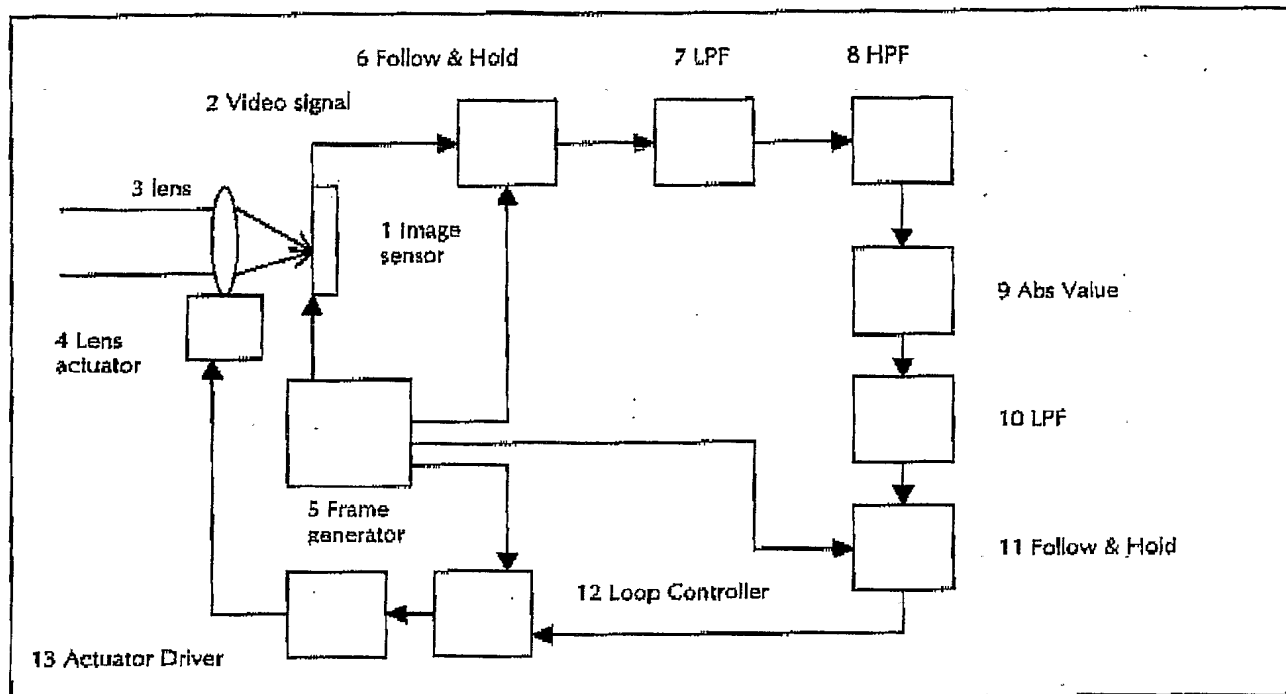 6 Follow & Hold
7 LPF
8 HPF
2 Video signal
3 lens
1 Image
sensor
9 Abs Value
4 Lens
actuator
10 LPF
5 Frame
generator
11 Follow & Hold
12 Loop Controller
13 Actuator Driver